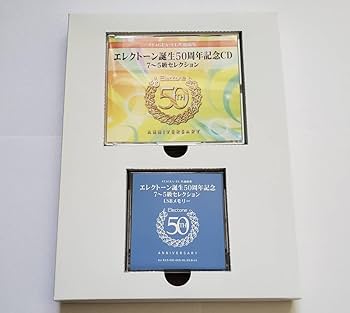 エレクトーン誕生50周年記念CD
7～5級セレクション
Electone
50th
ANNIVERSARY
エレクトーン誕生50周年記念
7～5級セレクション
USBメモリー
Electone
50th
ANNIVERSARY